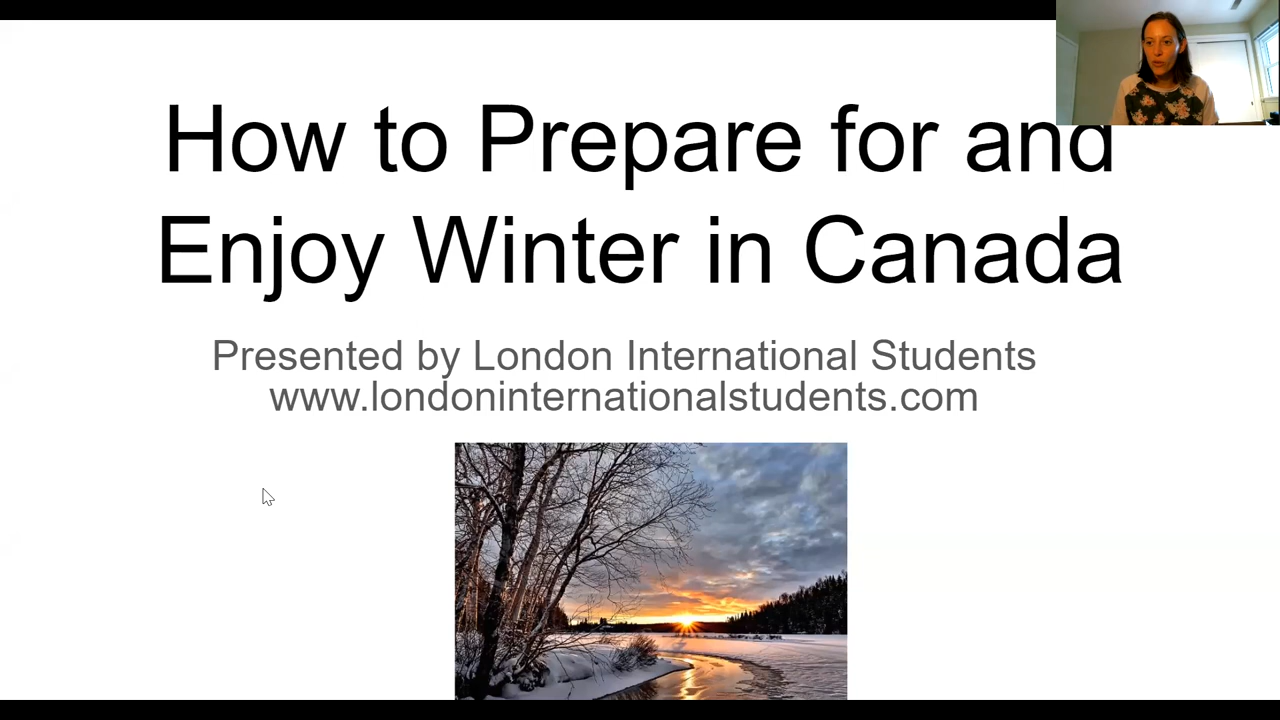 How to Prepare for and
Enjoy Winter in Canada
Presented by London International Students
www.londoninternationalstudents.com